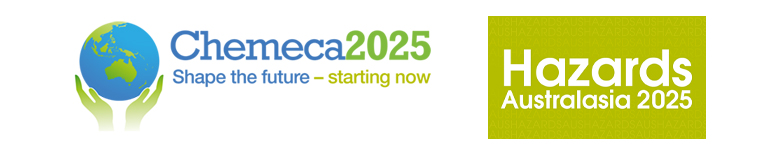 Chemeca2025
Shape the future – starting now
Hazards
Australasia 2025